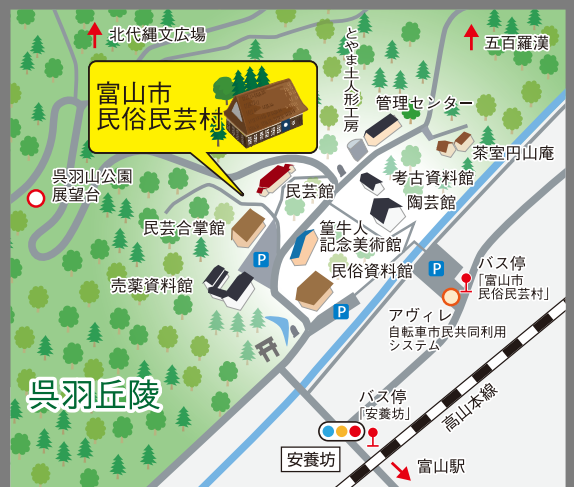 北代縄文広場
五百羅漢
富山市
民俗民芸村
とやま土人形工房
管理センター
茶室円山庵
考古資料館
陶芸館
呉羽山公園
展望台
民芸館
民芸合掌館
篁牛人
記念美術館
民俗資料館
売薬資料館
P
P
P
バス停
「富山市
民俗民芸村」
アヴィレ
自転車市民共同利用
システム
呉羽丘陵
バス停
「安養坊」
高山本線
安養坊
富山駅